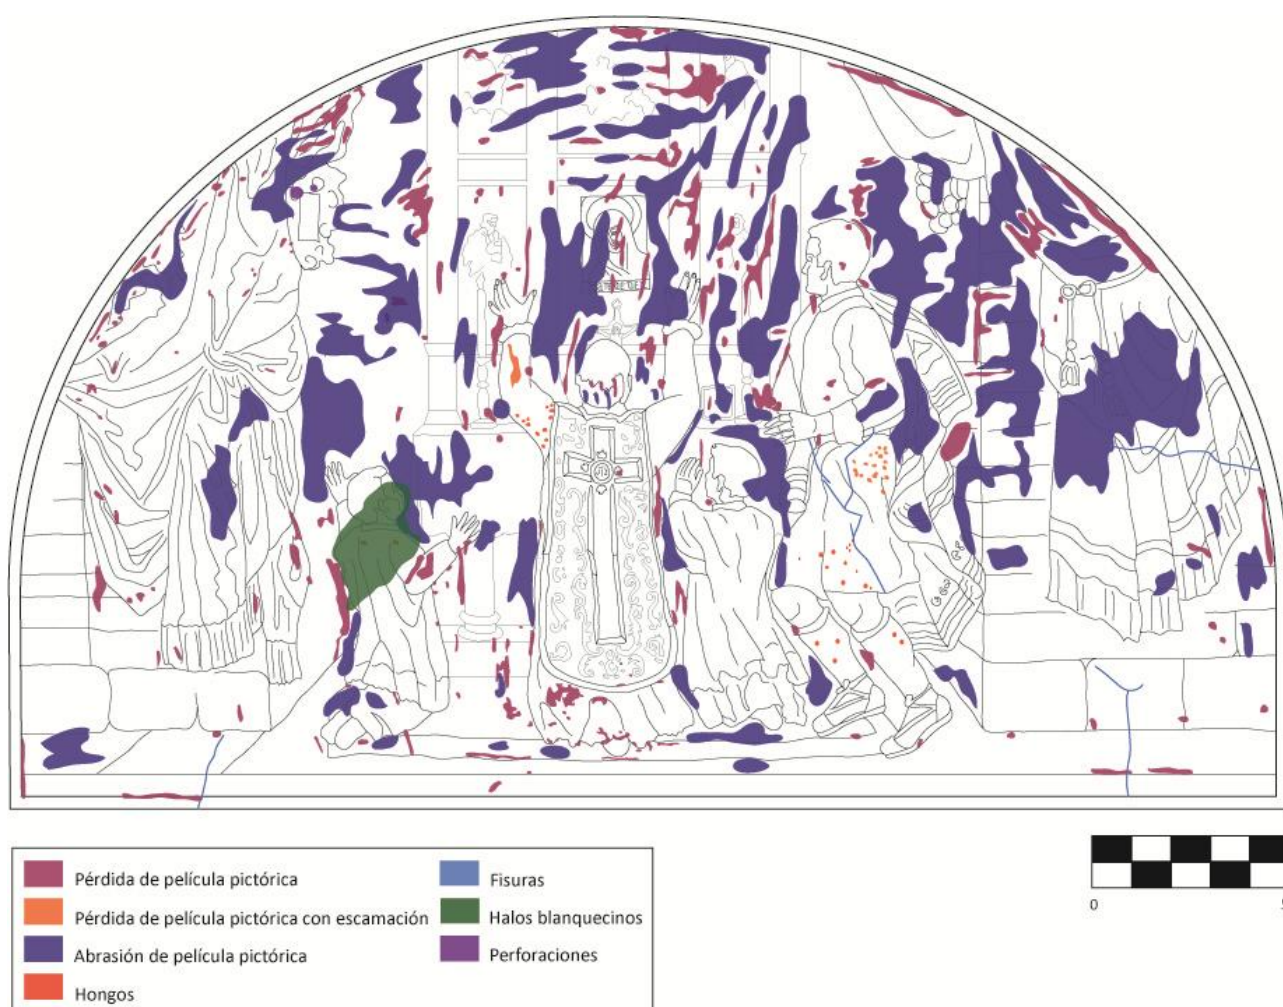 Pérdida de película pictórica
Pérdida de película pictórica con escamación
Abrasión de película pictórica
Hongos
Fisuras
Halos blanquecinos
Perforaciones
0